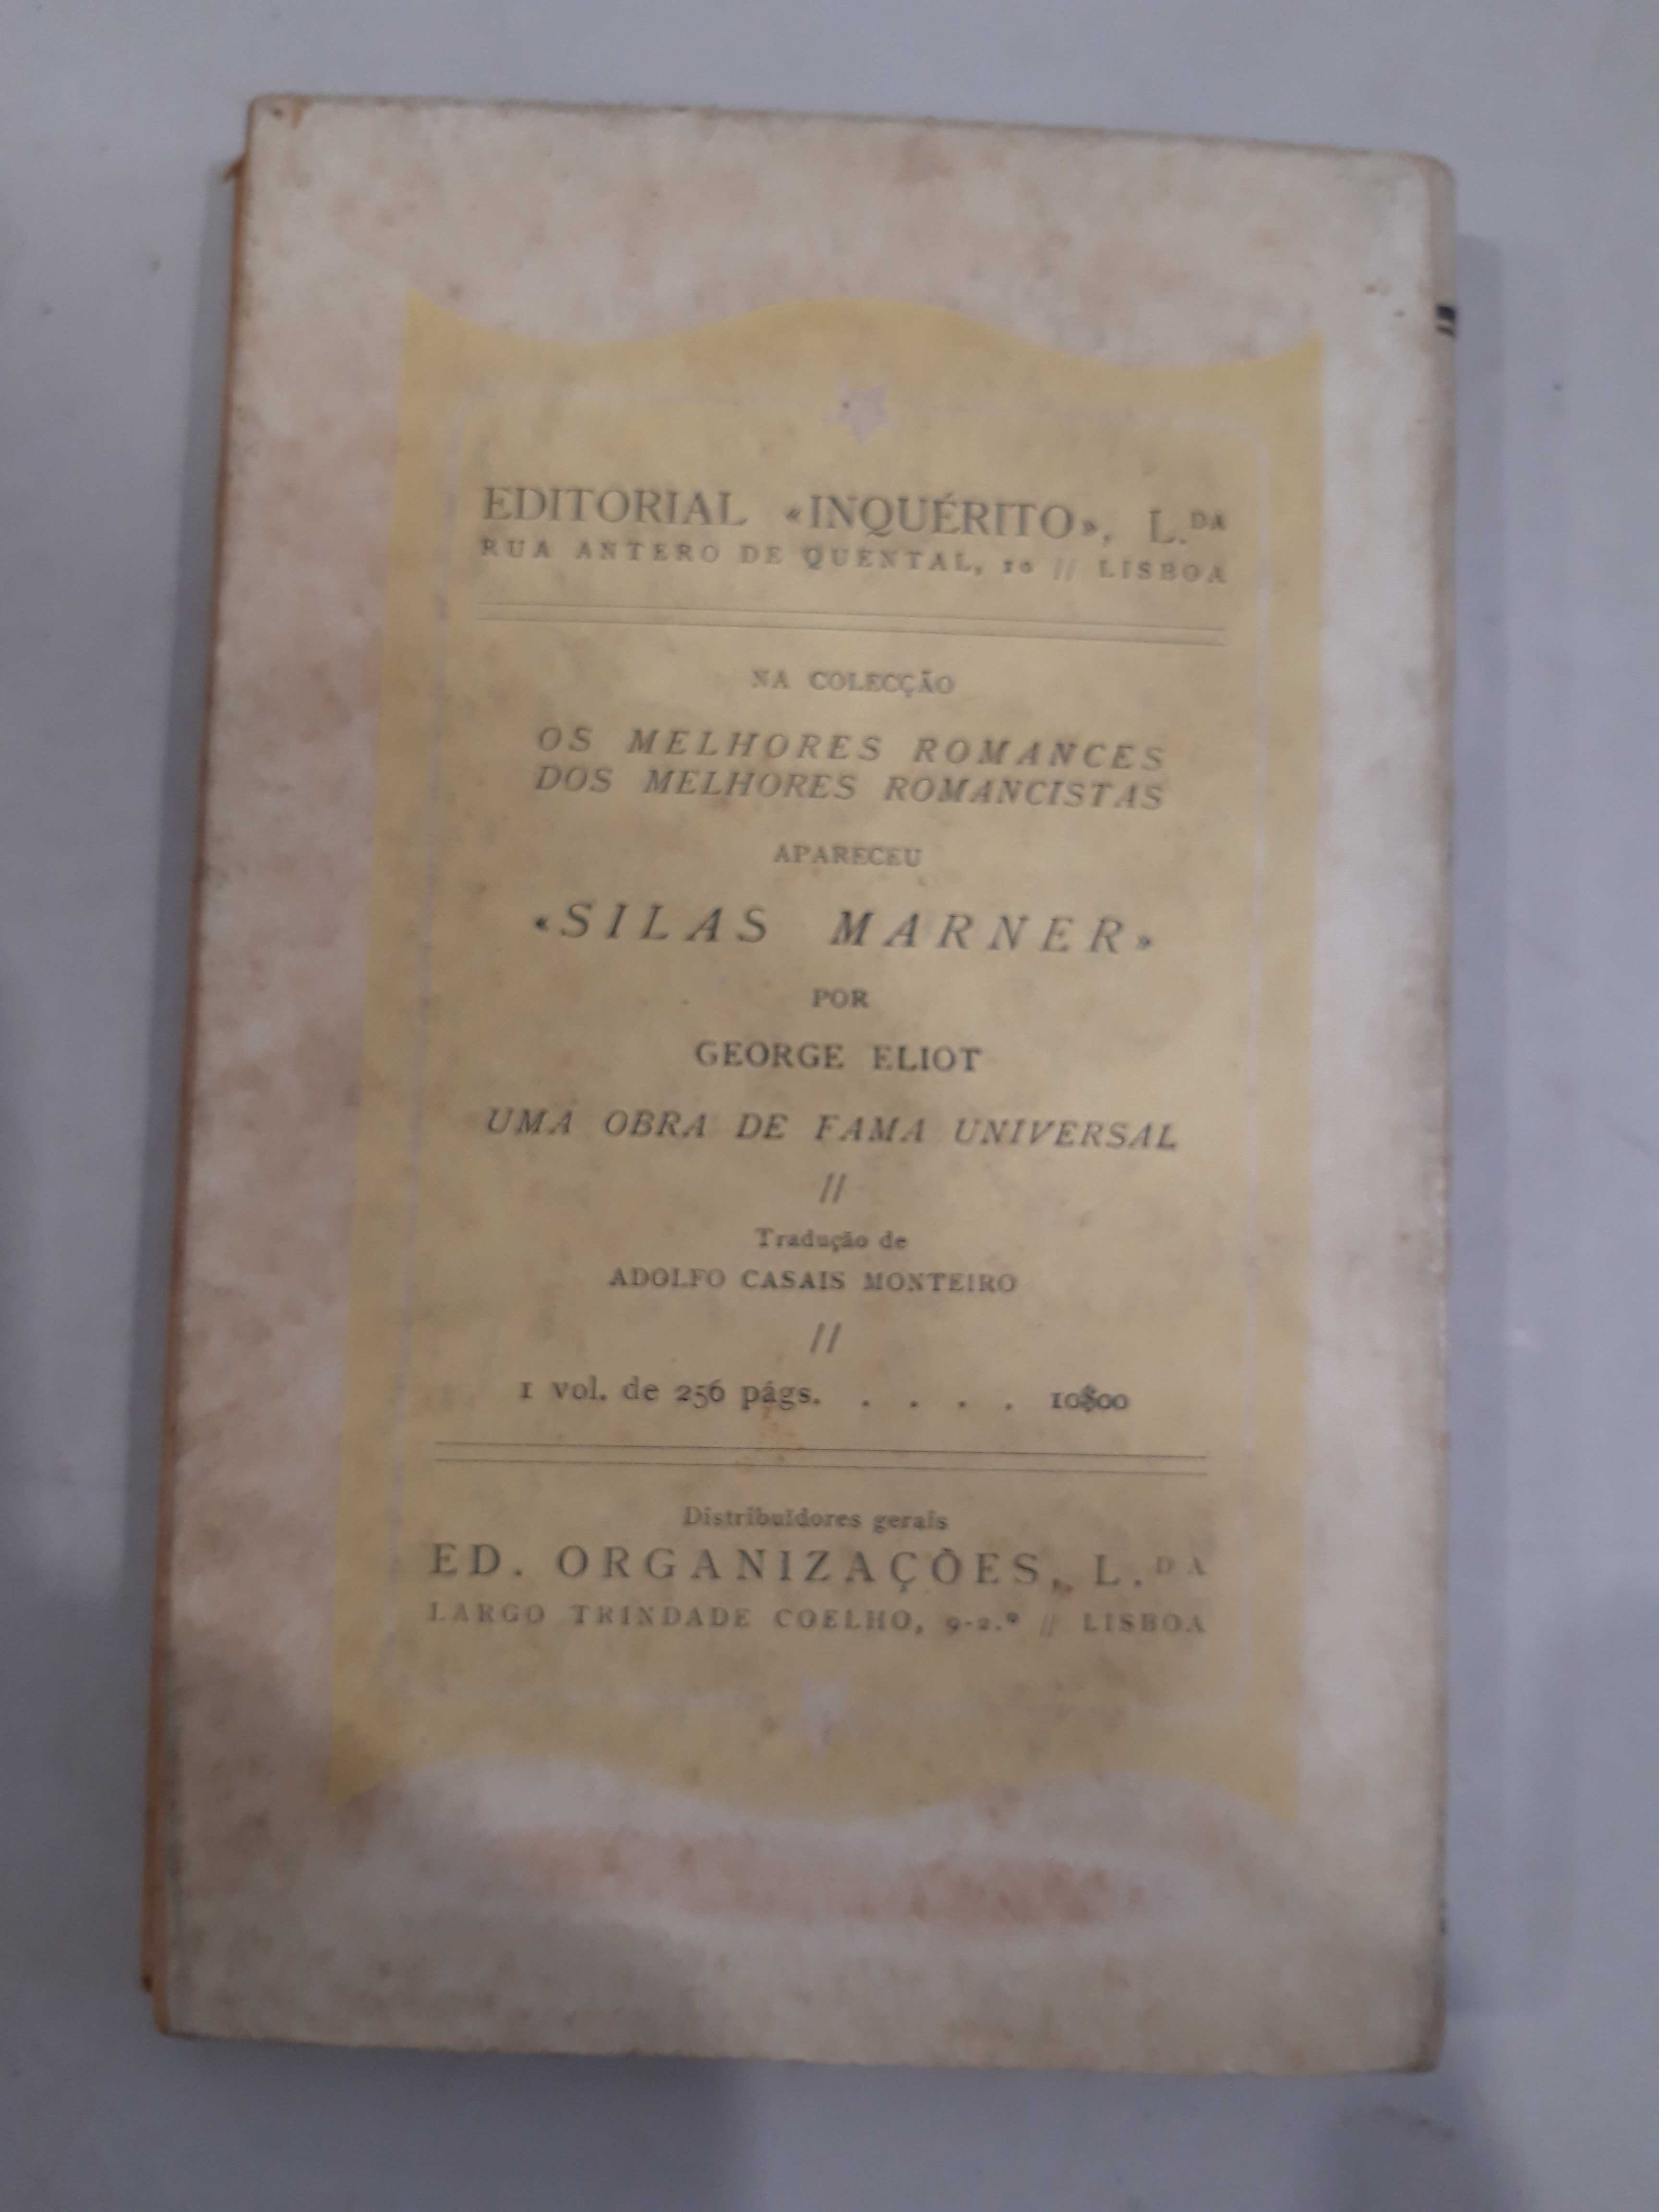 EDITORIAL «INQUÉRITO», L.DA
RUA ANTERO DE QUENTAL, 10 // LISBOA
NA COLECÇÃO
OS MELHORES ROMANCES
DOS MELHORES ROMANCISTAS
APARECEU
«SILAS MARNER»
POR
GEORGE ELIOT
UMA OBRA DE FAMA UNIVERSAL
//
Tradução de
ADOLFO CASAIS MONTEIRO
//
1 vol. de 256 págs. . . . . 10$00
Distribuïdores gerais
ED. ORGANIZAÇÕES, L.DA
LARGO TRINDADE COELHO, 9-2.º // LISBOA